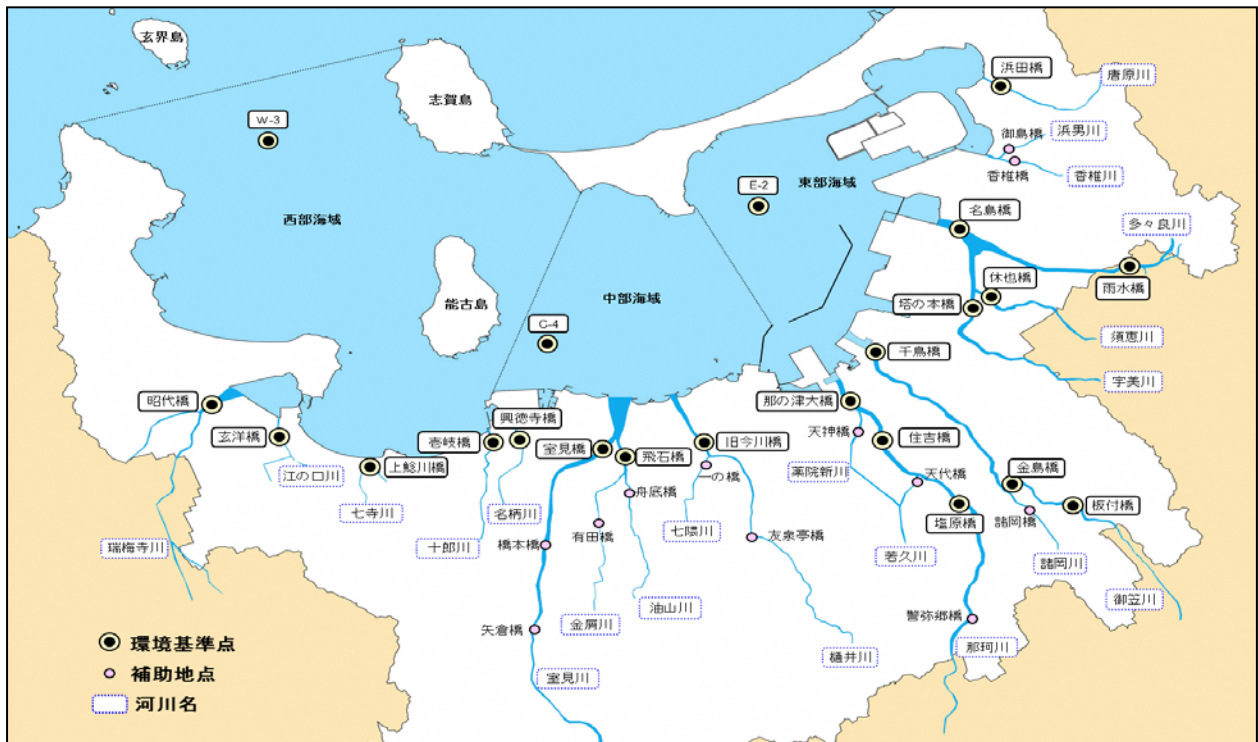 玄界島
志賀島
浜田橋
唐原川
W-3
御島橋
浜男川
香椎橋
香椎川
E-2
東部海域
西部海域
名島橋
多々良川
休也橋
雨水橋
能古島
中部海域
塔の本橋
C-4
須恵川
千鳥橋
宇美川
昭代橋
那の津大橋
興徳寺橋
天神橋
玄洋橋
壱岐橋
室見橋
飛石橋
旧今川橋
住吉橋
上鯰川橋
一の橋
薬院新川
江の口川
天代橋
金島橋
舟底橋
七寺川
名柄川
塩原橋
諸岡橋
板付橋
七隈川
有田橋
友泉亭橋
瑞梅寺川
十郎川
橋本橋
若久川
諸岡川
油山川
御笠川
金屑川
矢倉橋
警弥郷橋
環境基準点
那珂川
樋井川
補助地点
室見川
河川名